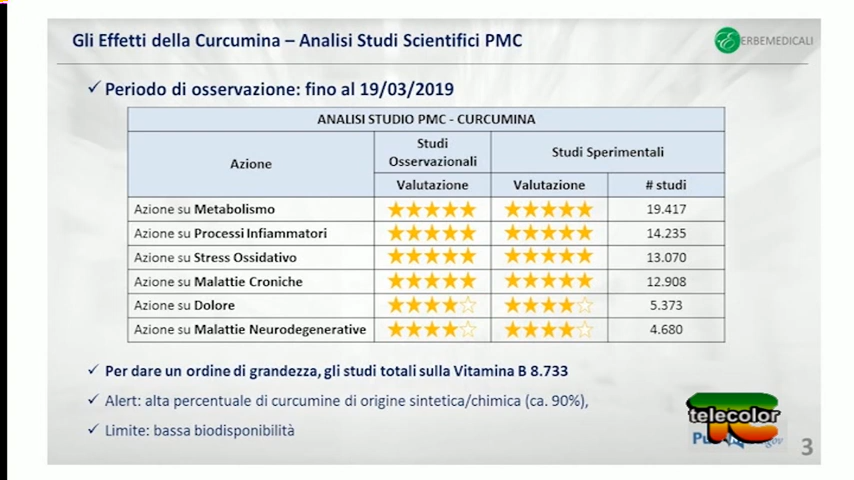 Gli Effetti della Curcumina – Analisi Studi Scientifici PMC
ERBEMEDICALI
✓ Periodo di osservazione: fino al 19/03/2019
ANALISI STUDIO PMC - CURCUMINA
Azione
Studi Osservazionali
Studi Sperimentali
Valutazione
Valutazione
# studi
Azione su Metabolismo ★★★★★ ★★★★★ 19.417
Azione su Processi Infiammatori ★★★★★ ★★★★★ 14.235
Azione su Stress Ossidativo ★★★★★ ★★★★★ 13.070
Azione su Malattie Croniche ★★★★★ ★★★★★ 12.908
Azione su Dolore ★★★★☆ ★★★★☆ 5.373
Azione su Malattie Neurodegenerative ★★★★☆ ★★★★☆ 4.680
✓ Per dare un ordine di grandezza, gli studi totali sulla Vitamina B 8.733
✓ Alert: alta percentuale di curcumine di origine sintetica/chimica (ca. 90%),
✓ Limite: bassa biodisponibilità
telecolor
3